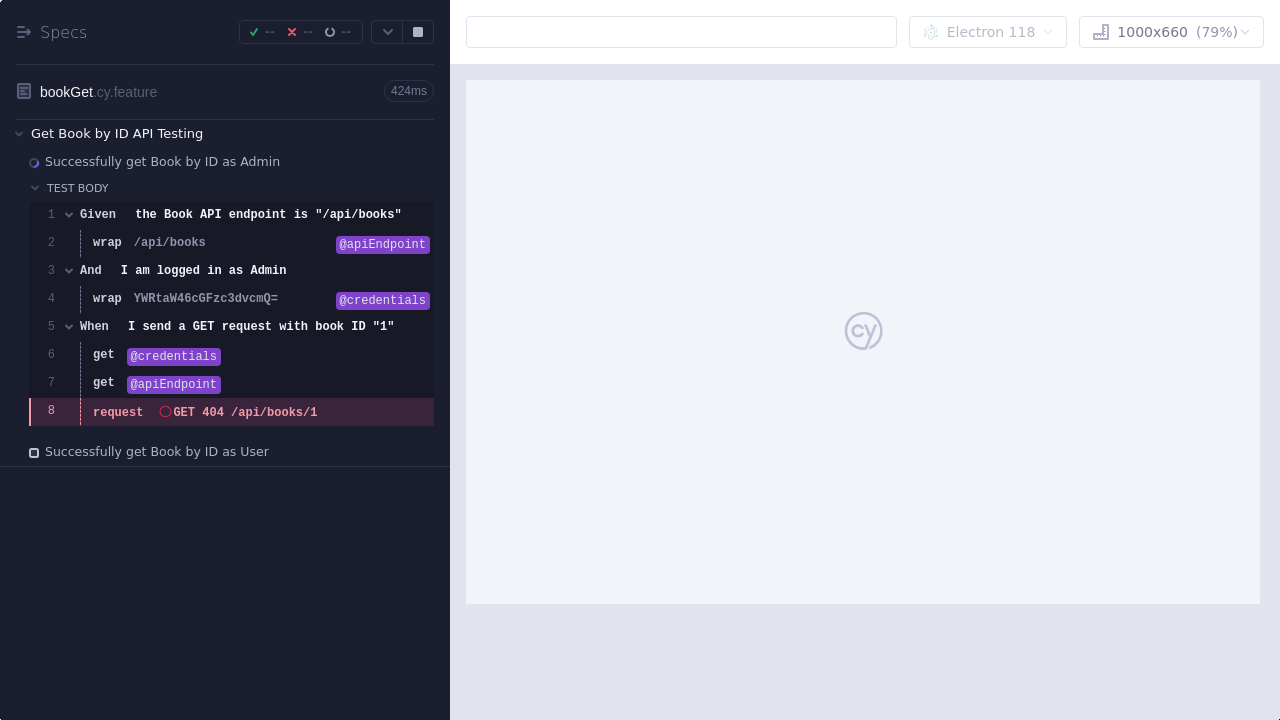 Specs
-- -- --
Electron 118
1000x660 (79%)
bookGet.cy.feature 424ms
Get Book by ID API Testing
Successfully get Book by ID as Admin
TEST BODY
1 Given the Book API endpoint is "/api/books"
2 wrap /api/books @apiEndpoint
3 And I am logged in as Admin
4 wrap YWRtaW46cGFzc3dvcmQ= @credentials
5 When I send a GET request with book ID "1"
6 get @credentials
7 get @apiEndpoint
8 request GET 404 /api/books/1
Successfully get Book by ID as User
cy